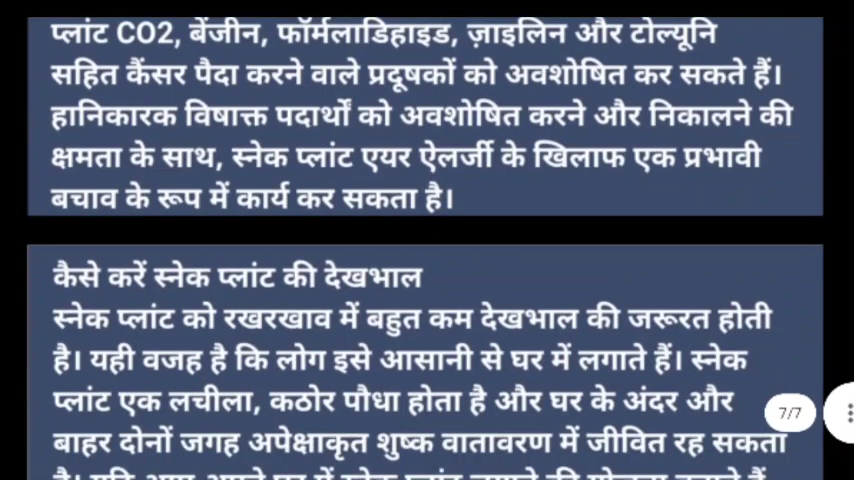 प्लांट CO2, बेंजीन, फॉर्मलाडिहाइड, ज़ाइलिन और टोल्यूनि
सहित कैंसर पैदा करने वाले प्रदूषकों को अवशोषित कर सकते हैं।
हानिकारक विषाक्त पदार्थों को अवशोषित करने और निकालने की
क्षमता के साथ, स्नेक प्लांट एयर ऐलर्जी के खिलाफ एक प्रभावी
बचाव के रूप में कार्य कर सकता है।
कैसे करें स्नेक प्लांट की देखभाल
स्नेक प्लांट को रखरखाव में बहुत कम देखभाल की जरूरत होती
है। यही वजह है कि लोग इसे आसानी से घर में लगाते हैं। स्नेक
प्लांट एक लचीला, कठोर पौधा होता है और घर के अंदर और
7/7
बाहर दोनों जगह अपेक्षाकृत शुष्क वातावरण में जीवित रह सकता